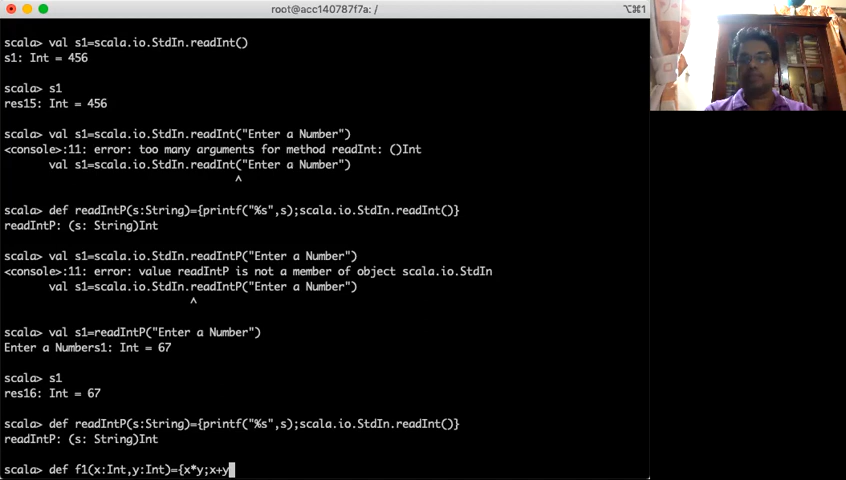 root@acc140787f7a: /
⌥⌘1
scala> val s1=scala.io.StdIn.readInt()
s1: Int = 456
scala> s1
res15: Int = 456
scala> val s1=scala.io.StdIn.readInt("Enter a Number")
<console>:11: error: too many arguments for method readInt: ()Int
val s1=scala.io.StdIn.readInt("Enter a Number")
^
scala> def readIntP(s:String)={printf("%s",s);scala.io.StdIn.readInt()}
readIntP: (s: String)Int
scala> val s1=scala.io.StdIn.readIntP("Enter a Number")
<console>:11: error: value readIntP is not a member of object scala.io.StdIn
val s1=scala.io.StdIn.readIntP("Enter a Number")
^
scala> val s1=readIntP("Enter a Number")
Enter a Numbers1: Int = 67
scala> s1
res16: Int = 67
scala> def readIntP(s:String)={printf("%s",s);scala.io.StdIn.readInt()}
readIntP: (s: String)Int
scala> def f1(x:Int,y:Int)={x*y;x+y